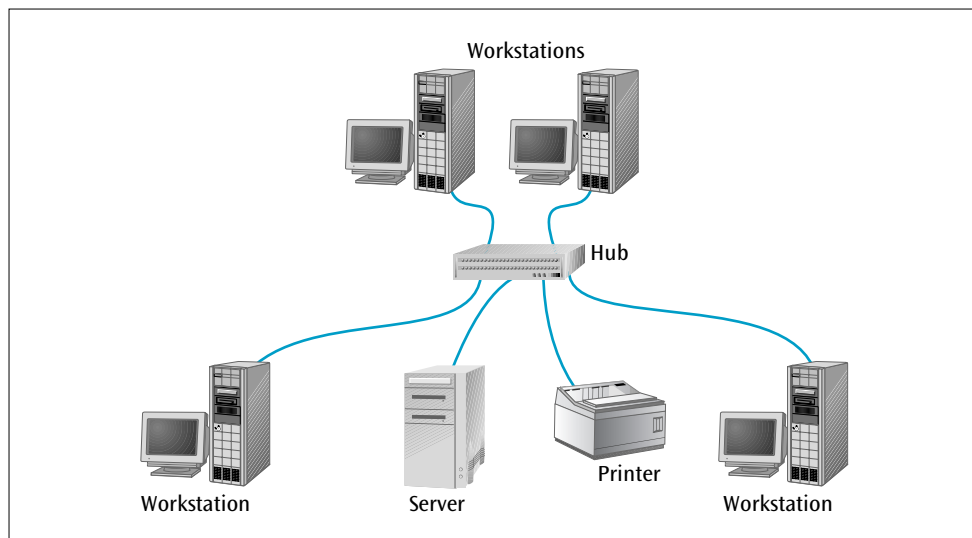 Workstations
Hub
Printer
Workstation
Server
Workstation